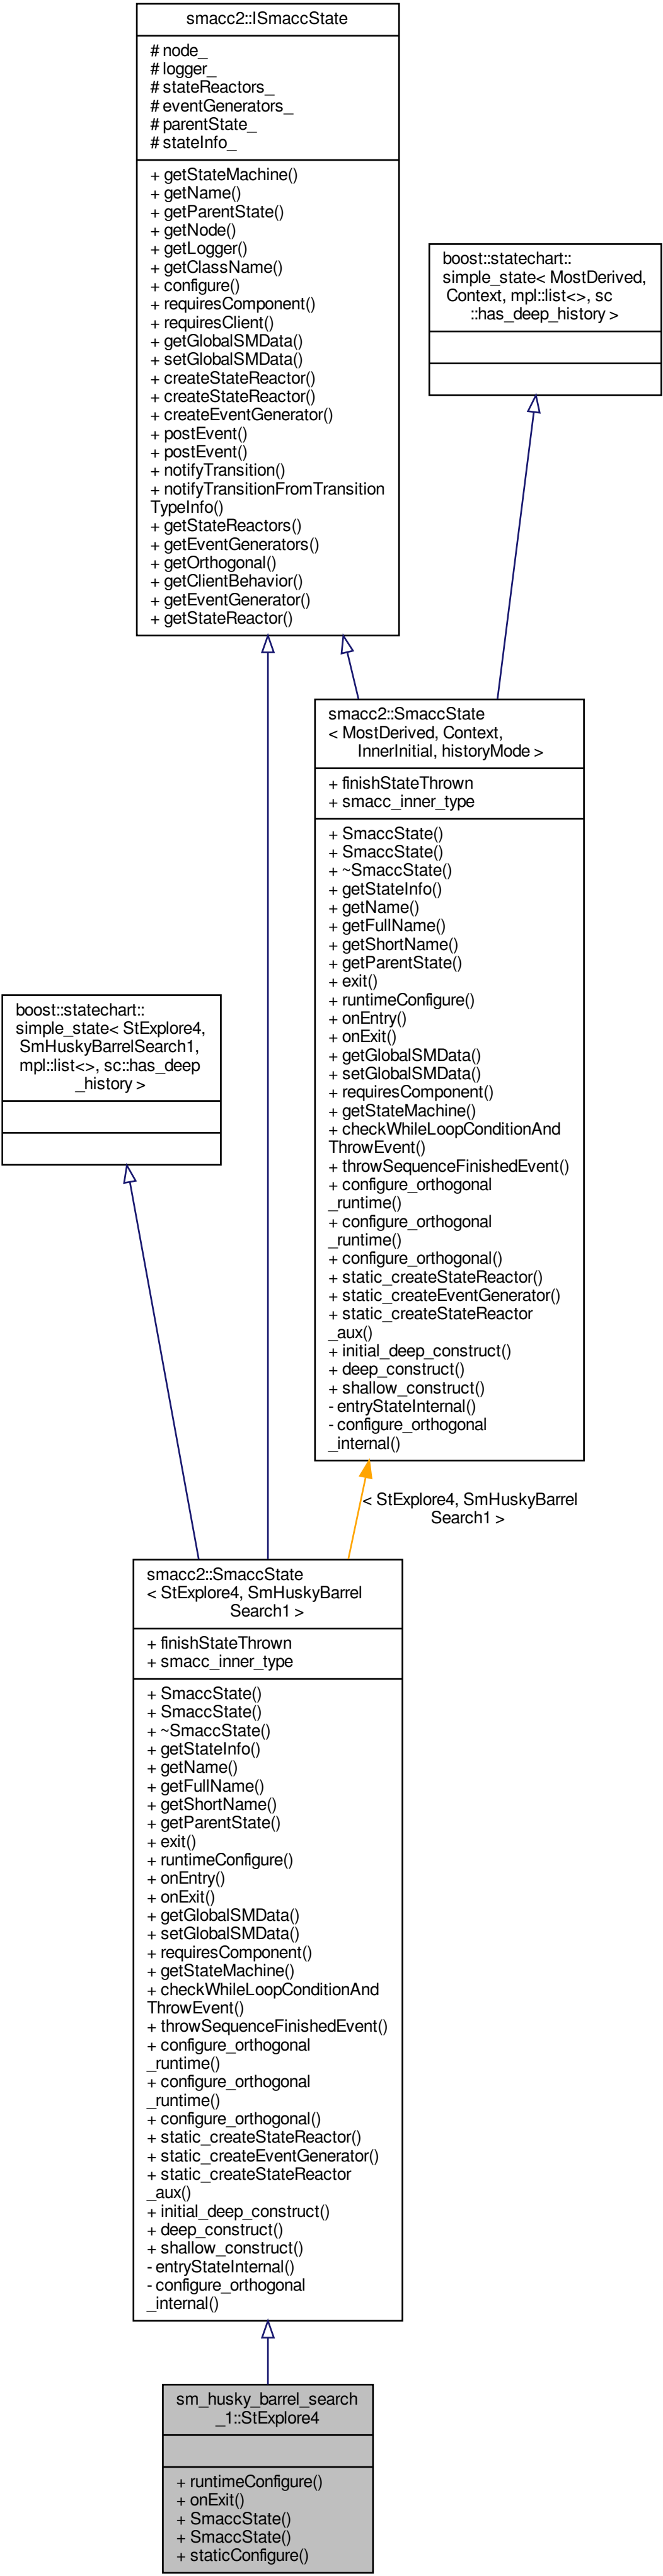 smacc2::ISmaccState
# node_
# logger_
# stateReactors_
# eventGenerators_
# parentState_
# stateInfo_
+ getStateMachine()
+ getName()
+ getParentState()
+ getNode()
+ getLogger()
+ getClassName()
+ configure()
+ requiresComponent()
+ requiresClient()
+ getGlobalSMData()
+ setGlobalSMData()
+ createStateReactor()
+ createStateReactor()
+ createEventGenerator()
+ postEvent()
+ postEvent()
+ notifyTransition()
+ notifyTransitionFromTransition
TypeInfo()
+ getStateReactors()
+ getEventGenerators()
+ getOrthogonal()
+ getClientBehavior()
+ getEventGenerator()
+ getStateReactor()
boost::statechart::
simple_state< MostDerived,
Context, mpl::list<>, sc
::has_deep_history >
smacc2::SmaccState
< MostDerived, Context,
InnerInitial, historyMode >
+ finishStateThrown
+ smacc_inner_type
+ SmaccState()
+ SmaccState()
+ ~SmaccState()
+ getStateInfo()
+ getName()
+ getFullName()
+ getShortName()
+ getParentState()
+ exit()
+ runtimeConfigure()
+ onEntry()
+ onExit()
+ getGlobalSMData()
+ setGlobalSMData()
+ requiresComponent()
+ getStateMachine()
+ checkWhileLoopConditionAnd
ThrowEvent()
+ throwSequenceFinishedEvent()
+ configure_orthogonal
_runtime()
+ configure_orthogonal
_runtime()
+ configure_orthogonal()
+ static_createStateReactor()
+ static_createEventGenerator()
+ static_createStateReactor
_aux()
+ initial_deep_construct()
+ deep_construct()
+ shallow_construct()
- entryStateInternal()
- configure_orthogonal
_internal()
boost::statechart::
simple_state< StExplore4,
SmHuskyBarrelSearch1,
mpl::list<>, sc::has_deep
_history >
< StExplore4, SmHuskyBarrel
Search1 >
smacc2::SmaccState
< StExplore4, SmHuskyBarrel
Search1 >
+ finishStateThrown
+ smacc_inner_type
+ SmaccState()
+ SmaccState()
+ ~SmaccState()
+ getStateInfo()
+ getName()
+ getFullName()
+ getShortName()
+ getParentState()
+ exit()
+ runtimeConfigure()
+ onEntry()
+ onExit()
+ getGlobalSMData()
+ setGlobalSMData()
+ requiresComponent()
+ getStateMachine()
+ checkWhileLoopConditionAnd
ThrowEvent()
+ throwSequenceFinishedEvent()
+ configure_orthogonal
_runtime()
+ configure_orthogonal
_runtime()
+ configure_orthogonal()
+ static_createStateReactor()
+ static_createEventGenerator()
+ static_createStateReactor
_aux()
+ initial_deep_construct()
+ deep_construct()
+ shallow_construct()
- entryStateInternal()
- configure_orthogonal
_internal()
sm_husky_barrel_search
_1::StExplore4
+ runtimeConfigure()
+ onExit()
+ SmaccState()
+ SmaccState()
+ staticConfigure()